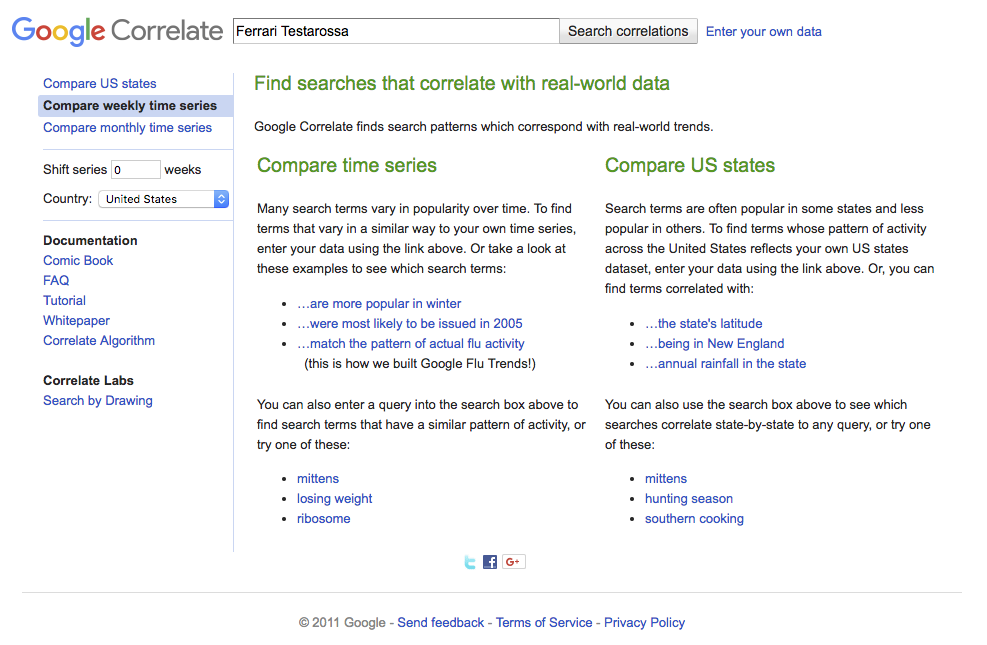 Google Correlate Ferrari Testarossa Search correlations Enter your own data
Compare US states
Compare weekly time series
Compare monthly time series
Shift series 0 weeks
Country: United States
Documentation
Comic Book
FAQ
Tutorial
Whitepaper
Correlate Algorithm
Correlate Labs
Search by Drawing
Find searches that correlate with real-world data
Google Correlate finds search patterns which correspond with real-world trends.
Compare time series
Many search terms vary in popularity over time. To find
terms that vary in a similar way to your own time series,
enter your data using the link above. Or take a look at
these examples to see which search terms:
• …are more popular in winter
• …were most likely to be issued in 2005
• …match the pattern of actual flu activity
(this is how we built Google Flu Trends!)
You can also enter a query into the search box above to
find search terms that have a similar pattern of activity, or
try one of these:
• mittens
• losing weight
• ribosome
Compare US states
Search terms are often popular in some states and less
popular in others. To find terms whose pattern of activity
across the United States reflects your own US states
dataset, enter your data using the link above. Or, you can
find terms correlated with:
• …the state's latitude
• …being in New England
• …annual rainfall in the state
You can also use the search box above to see which
searches correlate state-by-state to any query, or try one
of these:
• mittens
• hunting season
• southern cooking
t f G+
© 2011 Google - Send feedback - Terms of Service - Privacy Policy